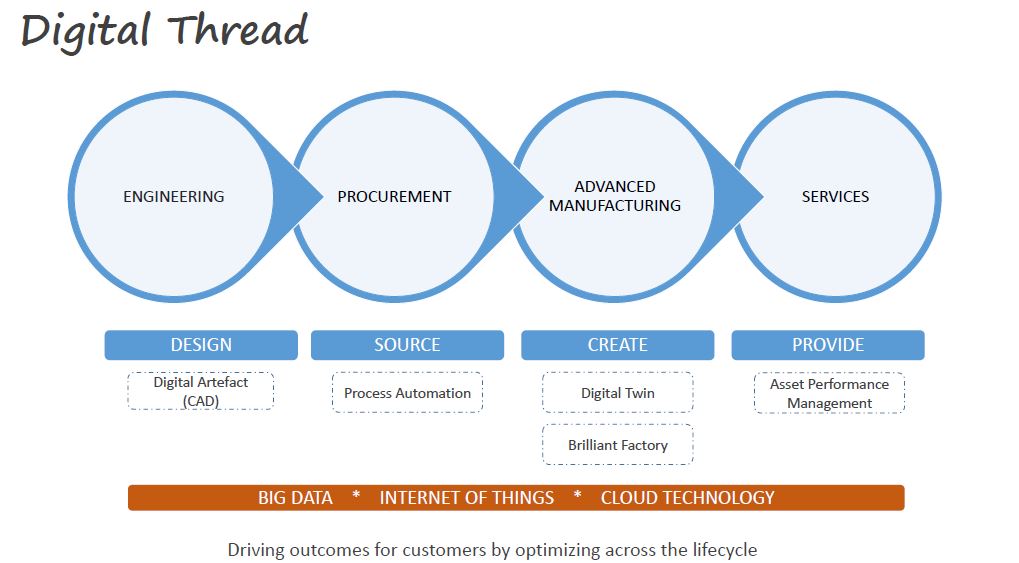 Digital Thread
ENGINEERING
PROCUREMENT
ADVANCED
MANUFACTURING
SERVICES
DESIGN
SOURCE
CREATE
PROVIDE
Digital Artefact
(CAD)
Process Automation
Digital Twin
Asset Performance
Management
Brilliant Factory
BIG DATA * INTERNET OF THINGS * CLOUD TECHNOLOGY
Driving outcomes for customers by optimizing across the lifecycle